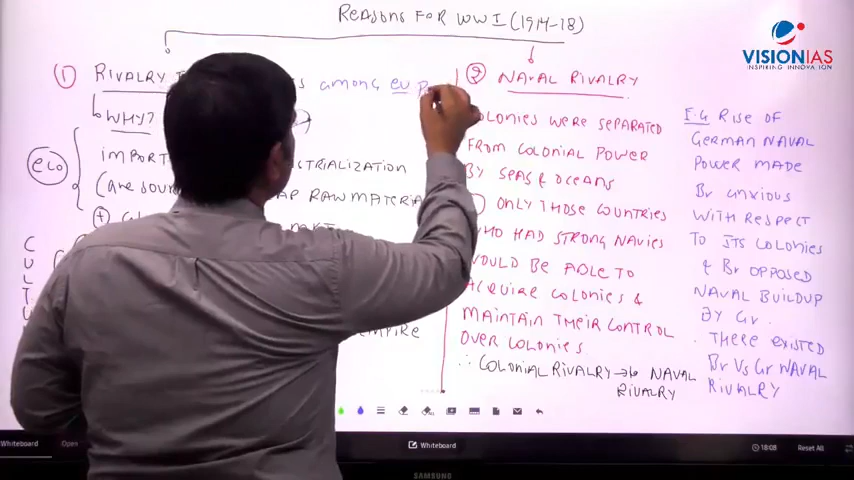 REASONS FOR WW I (1914-18)
① RIVALRY
among eu
WHY?
eco
IMPORT
STRIALIZATION
(are sour
AP RAW MATERIA
EMPIRE
C
U
L
T
② NAVAL RIVALRY
COLONIES WERE SEPARATED
FROM COLONIAL POWER
BY SEAS & OCEANS
ONLY THOSE COUNTRIES
WHO HAD STRONG NAVIES
WOULD BE ABLE TO
ACQUIRE COLONIES &
MAINTAIN THEIR CONTROL
OVER COLONIES
∴ COLONIAL RIVALRY → to NAVAL
RIVALRY
E.G RISE OF
GERMAN NAVAL
POWER MADE
Br anxious
WITH RESPECT
TO ITS COLONIES
& Br OPPOSED
NAVAL BUILDUP
BY Gr.
. THERE EXISTED
Br Vs Gr NAVAL
RIVALRY
VISIONIAS
INSPIRING INNOVATION
Whiteboard
Open
Whiteboard
18:08
Reset All
SAMSUNG